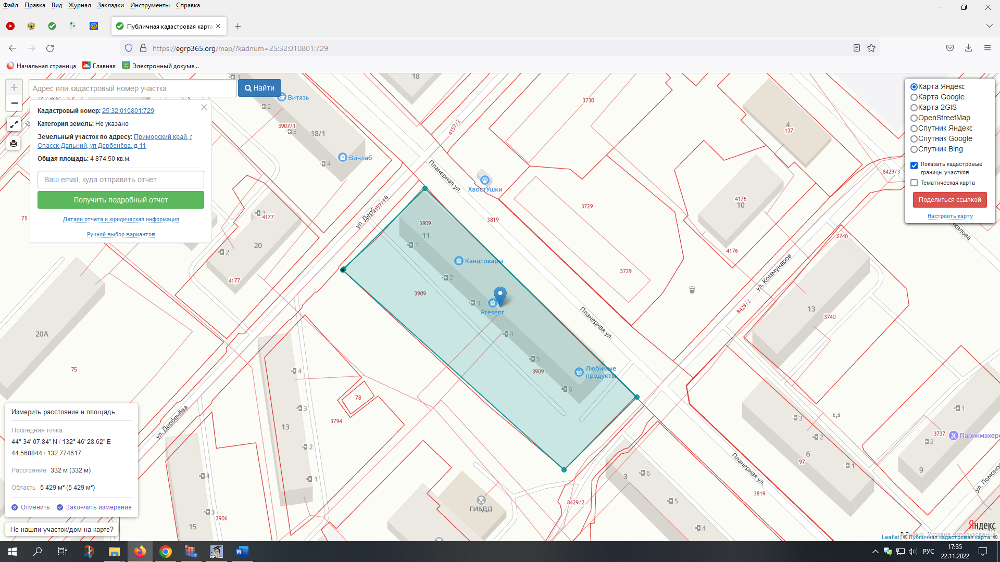 Файл Правка Вид Журнал Закладки Инструменты Справка
Публичная кадастровая карта
https://egrp365.org/map/?kadnum=25:32:010801:729
Начальная страница
Главная
Электронный докуме...
Адрес или кадастровый номер участка
Найти
Кадастровый номер: 25:32:010801:729
Категория земель: Не указано
Земельный участок по адресу: Приморский край, г
Спасск-Дальний, ул Дербенёва, д 11
Общая площадь: 4 874.50 кв.м.
Ваш email, куда отправить отчет
Получить подробный отчет
Детали отчета и юридическая информация
Ручной выбор вариантов
Карта Яндекс
Карта Google
Карта 2GIS
OpenStreetMap
Спутник Яндекс
Спутник Google
Спутник Bing
Показать кадастровые
границы участков
Тематическая карта
Поделиться ссылкой
Настроить карту
1
18
Витязь
2
3907/1
3
18/1
Винлаб
4
4157/2
3730
4
137
8429/3
Планерная ул.
ХвостУшки
4157/1
3819
3729
4176
10
75
1
4177
20
2
4177
3909
11
1
Канцтовары
2
3909
3
Present
4
5
3909
Любимые
продукты
6
3729
4176
3740
ул. Коммунаров
8429/3
13
3740
Планерная ул.
20А
75
4
78
3
3794
13
2
1
ул. Дербенёва
4
3
3906
15
ГИБДД
8429/2
3
6
5
4
3
2
6
97
1
Планерная ул.
3819
1
3737
2
Парикмахерс
9
Измерить расстояние и площадь
Последняя точка
44° 34' 07.84" N / 132° 46' 28.62" E
44.568844 / 132.774617
Расстояние 332 м (332 м)
Область 5 429 м² (5 429 м²)
Отменить
Закончить измерение
Не нашли участок/дом на карте?
Яндекс
Leaflet | © Публичная кадастровая карта, ©
РУС
17:35
22.11.2022